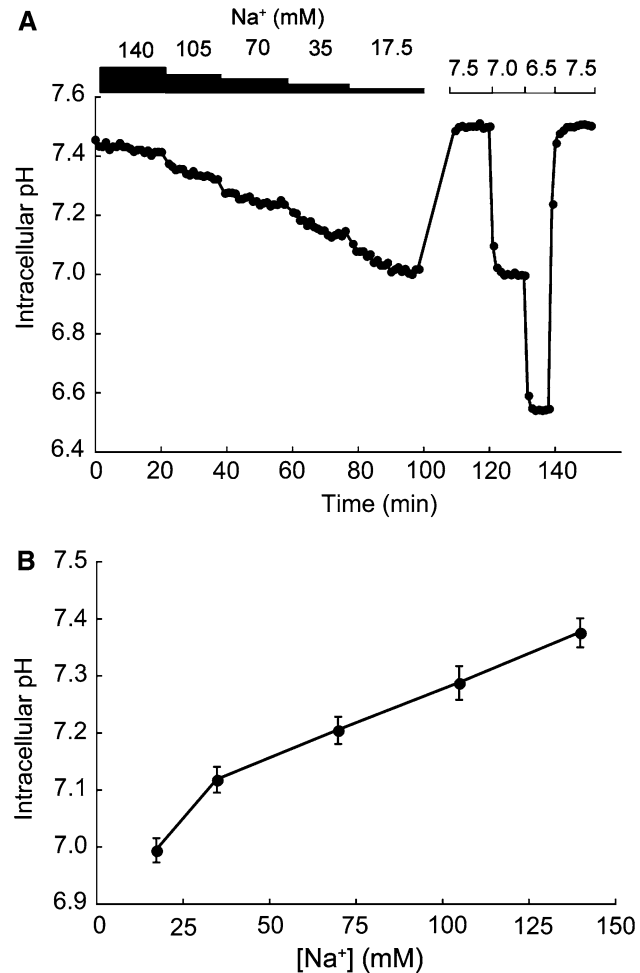 A
Na⁺ (mM)
140 105 70 35 17.5
7.5 7.0 6.5 7.5
7.6
7.4
7.2
7.0
6.8
6.6
6.4
Intracellular pH
0 20 40 60 80 100 120 140
Time (min)
B
7.5
7.4
7.3
7.2
7.1
7.0
6.9
Intracellular pH
0 25 50 75 100 125 150
[Na⁺] (mM)